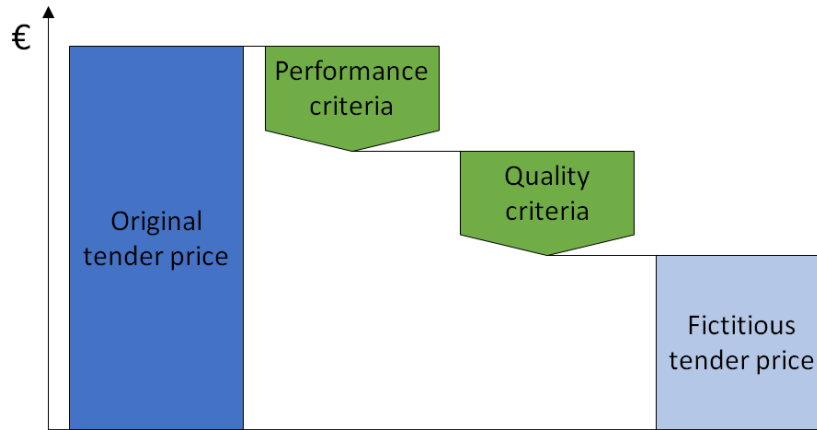 €
Performance
criteria
Quality
criteria
Original
tender price
Fictitious
tender price